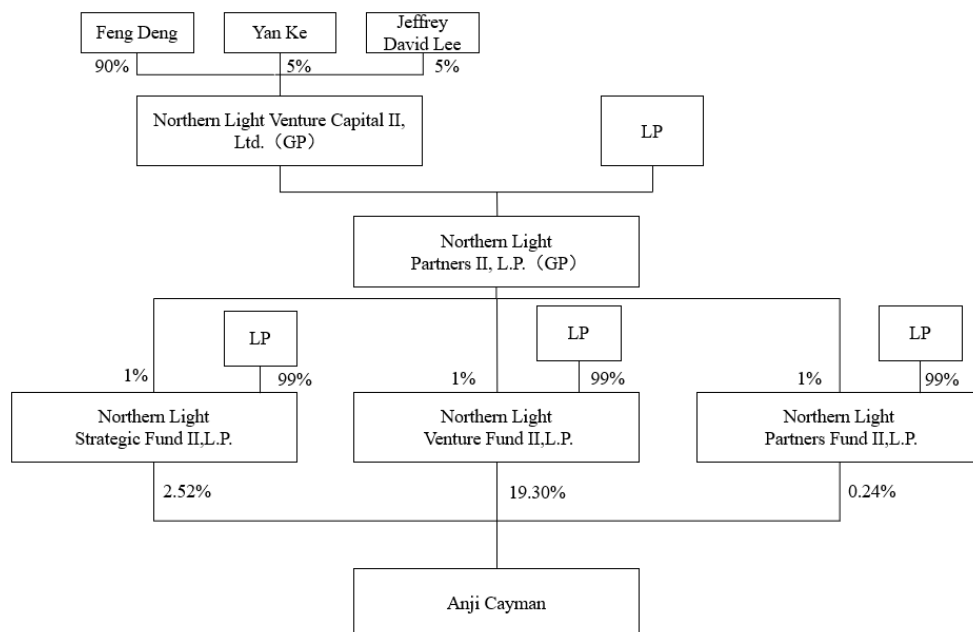 Feng Deng
Yan Ke
Jeffrey
David Lee
90%
5%
5%
Northern Light Venture Capital II,
Ltd.（GP）
LP
Northern Light
Partners II, L.P.（GP）
LP
LP
LP
1%
99%
1%
99%
1%
99%
Northern Light
Strategic Fund II,L.P.
Northern Light
Venture Fund II,L.P.
Northern Light
Partners Fund II,L.P.
2.52%
19.30%
0.24%
Anji Cayman